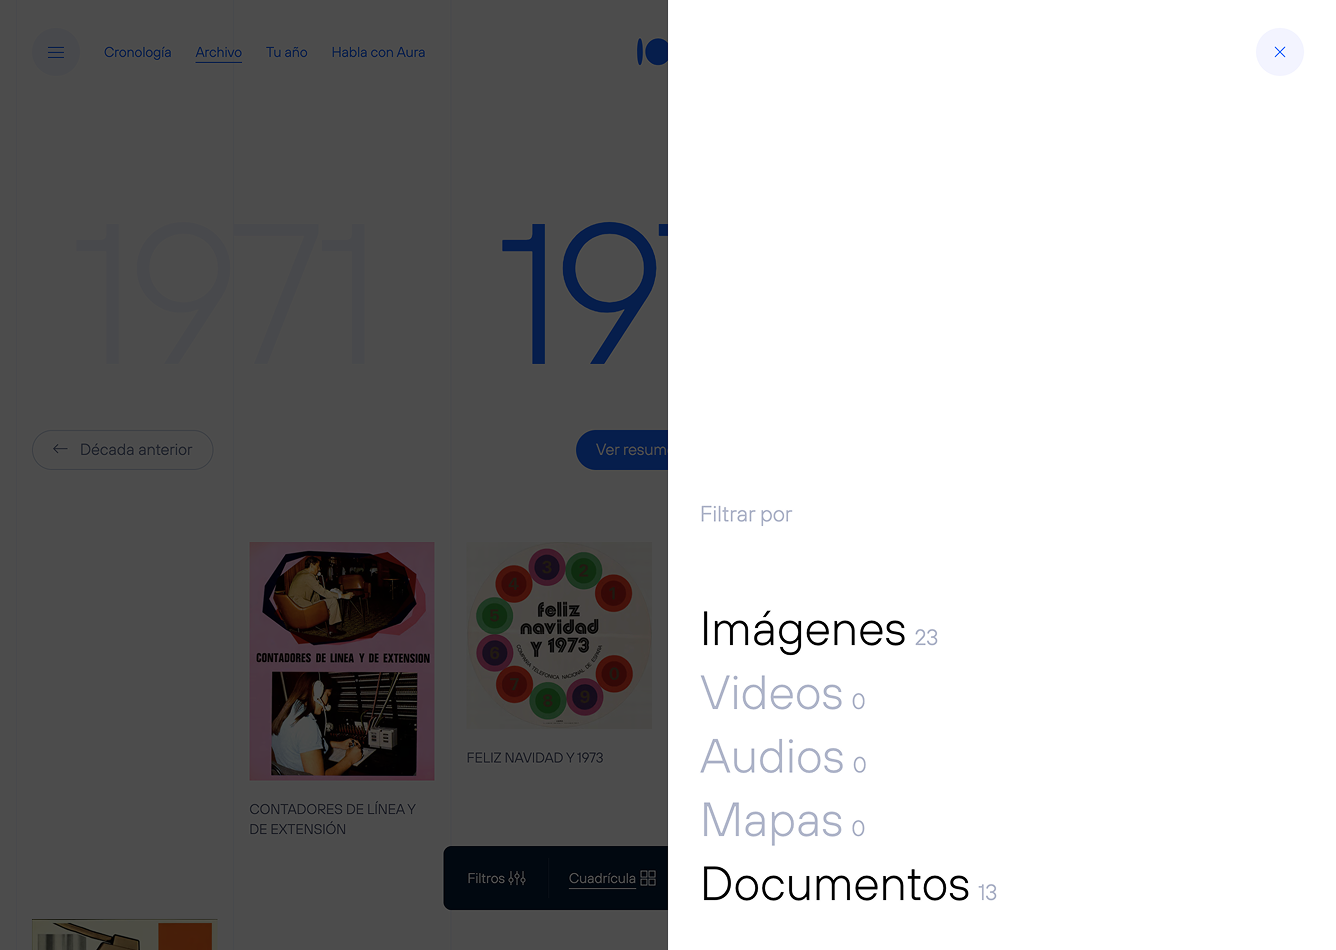 Cronología Archivo Tu año Habla con Aura
1971
19
Década anterior
Ver resum
CONTADORES DE LINEA Y DE EXTENSION
feliz
navidad
y 1973
COMPAÑIA TELEFONICA NACIONAL DE ESPAÑA
FELIZ NAVIDAD Y 1973
CONTADORES DE LÍNEA Y
DE EXTENSIÓN
Filtros Cuadrícula
Filtrar por
Imágenes 23
Videos 0
Audios 0
Mapas 0
Documentos 13